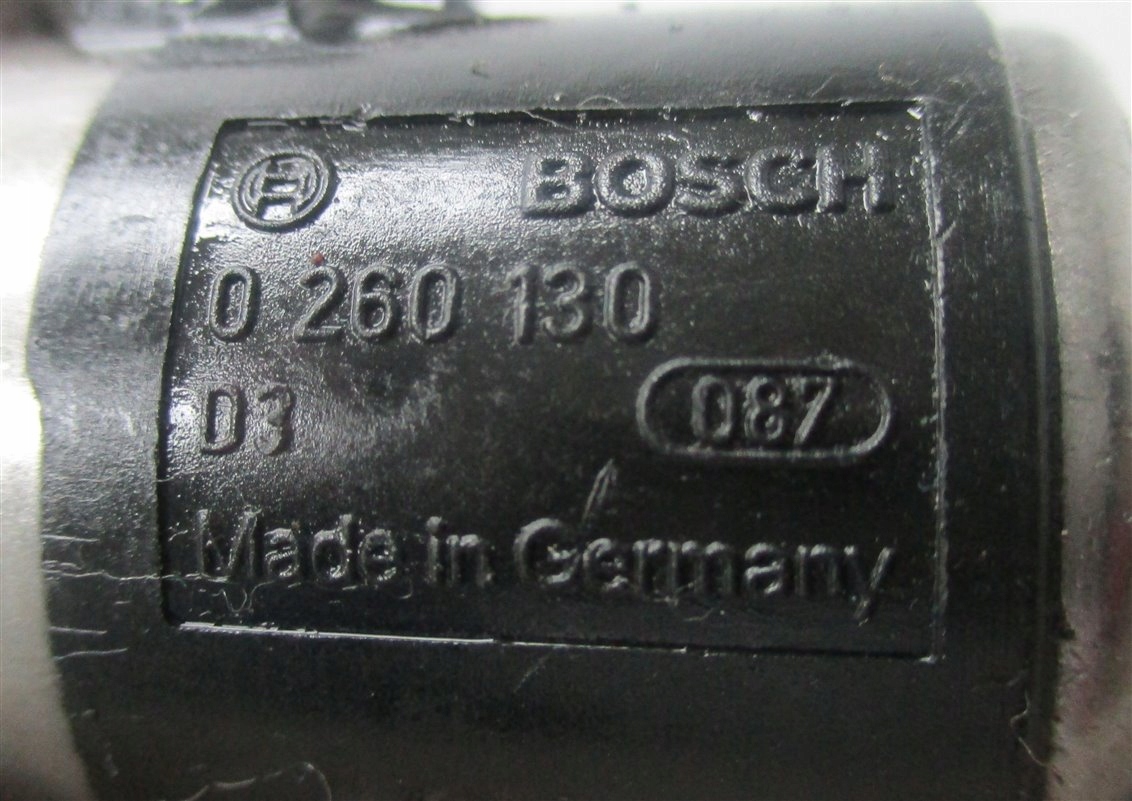 BOSCH
0 260 130
D3 087
Made in Germany